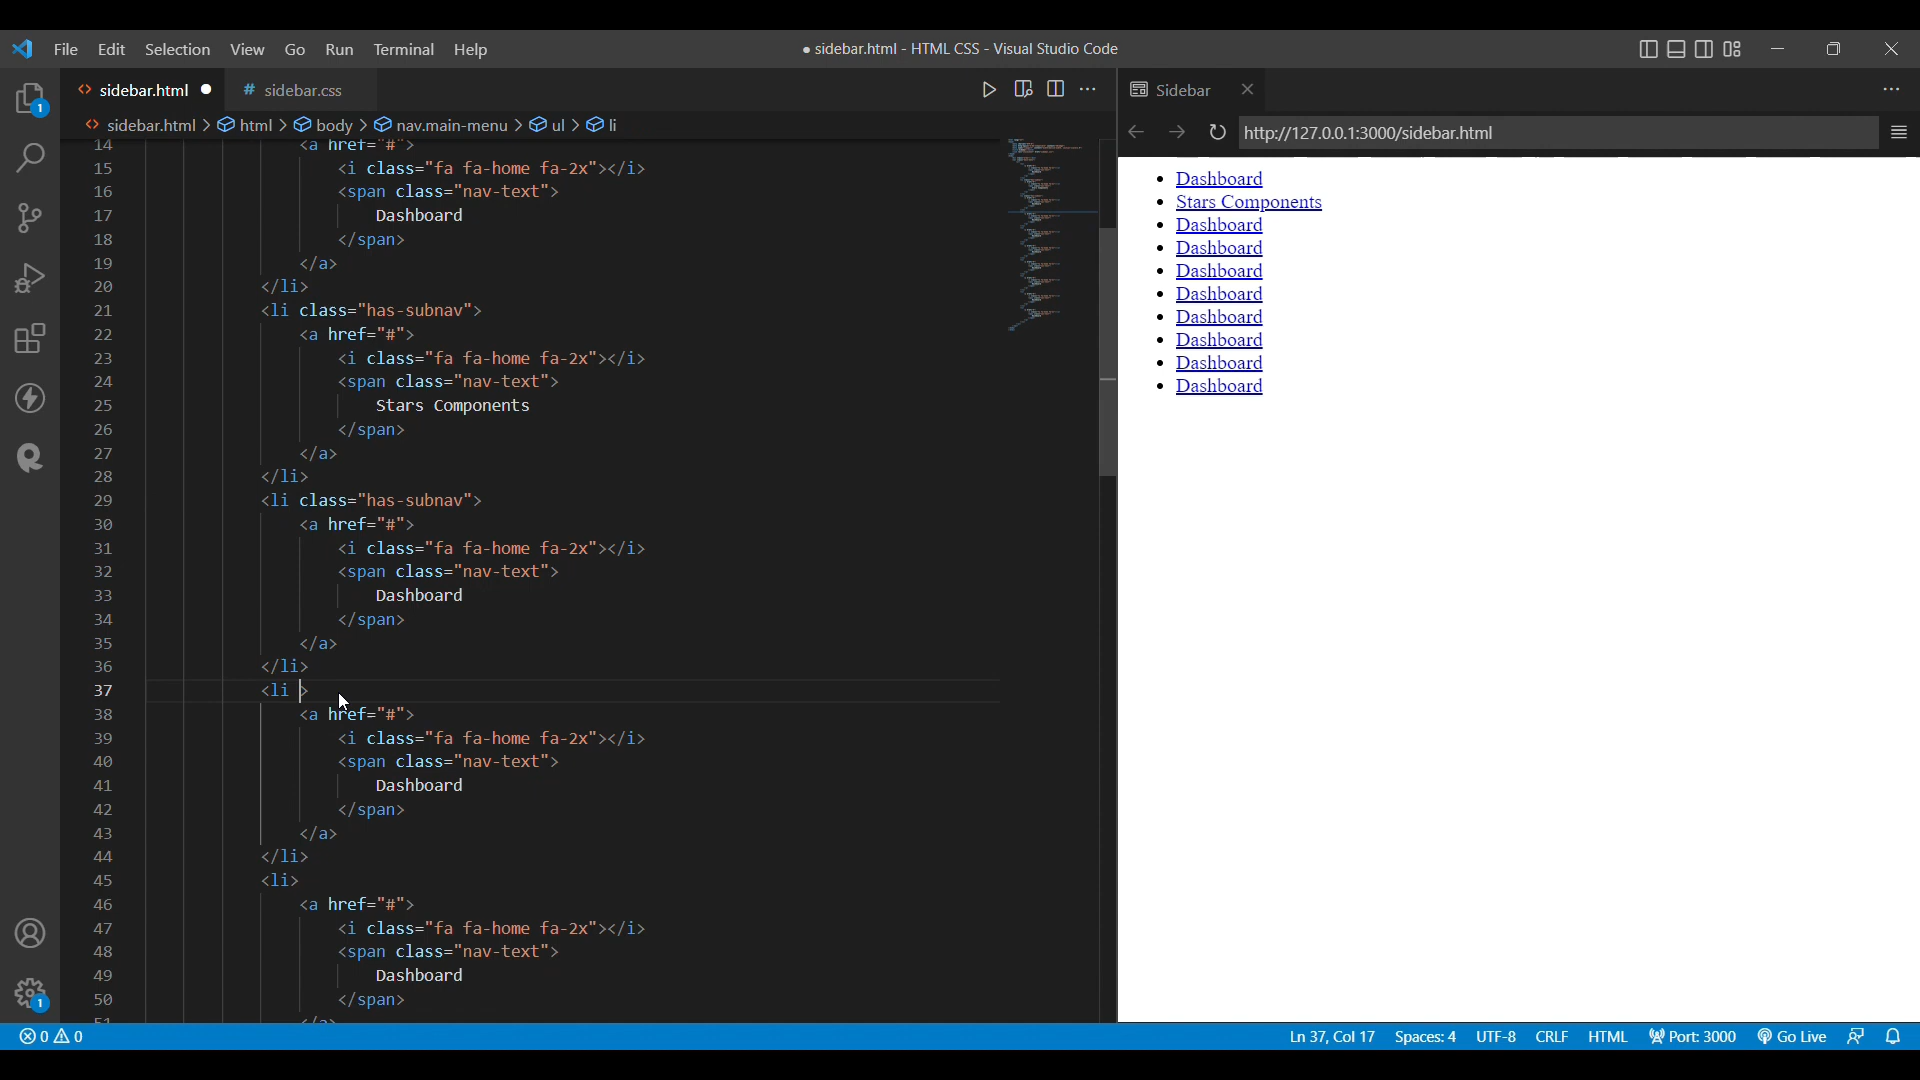 File Edit Selection View Go Run Terminal Help
● sidebar.html - HTML CSS - Visual Studio Code
sidebar.html
# sidebar.css
Sidebar
sidebar.html > html > body > nav.main-menu > ul > li
http://127.0.0.1:3000/sidebar.html
1
14 <a href="#">
15 <i class="fa fa-home fa-2x"></i>
16 <span class="nav-text">
17 Dashboard
18 </span>
19 </a>
20 </li>
21 <li class="has-subnav">
22 <a href="#">
23 <i class="fa fa-home fa-2x"></i>
24 <span class="nav-text">
25 Stars Components
26 </span>
27 </a>
28 </li>
29 <li class="has-subnav">
30 <a href="#">
31 <i class="fa fa-home fa-2x"></i>
32 <span class="nav-text">
33 Dashboard
34 </span>
35 </a>
36 </li>
37 <li >
38 <a href="#">
39 <i class="fa fa-home fa-2x"></i>
40 <span class="nav-text">
41 Dashboard
42 </span>
43 </a>
44 </li>
45 <li>
46 <a href="#">
47 <i class="fa fa-home fa-2x"></i>
48 <span class="nav-text">
49 Dashboard
50 </span>
51 </a>
Dashboard
Stars Components
Dashboard
Dashboard
Dashboard
Dashboard
Dashboard
Dashboard
Dashboard
Dashboard
1
0 0
Ln 37, Col 17 Spaces: 4 UTF-8 CRLF HTML Port: 3000 Go Live